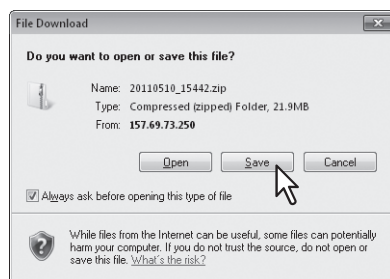 File Download
Do you want to open or save this file?
Name: 20110510_15442.zip
Type: Compressed (zipped) Folder, 21.9MB
From: 157.69.73.250
Open Save Cancel
Always ask before opening this type of file
While files from the Internet can be useful, some files can potentially
harm your computer. If you do not trust the source, do not open or
save this file. What's the risk?